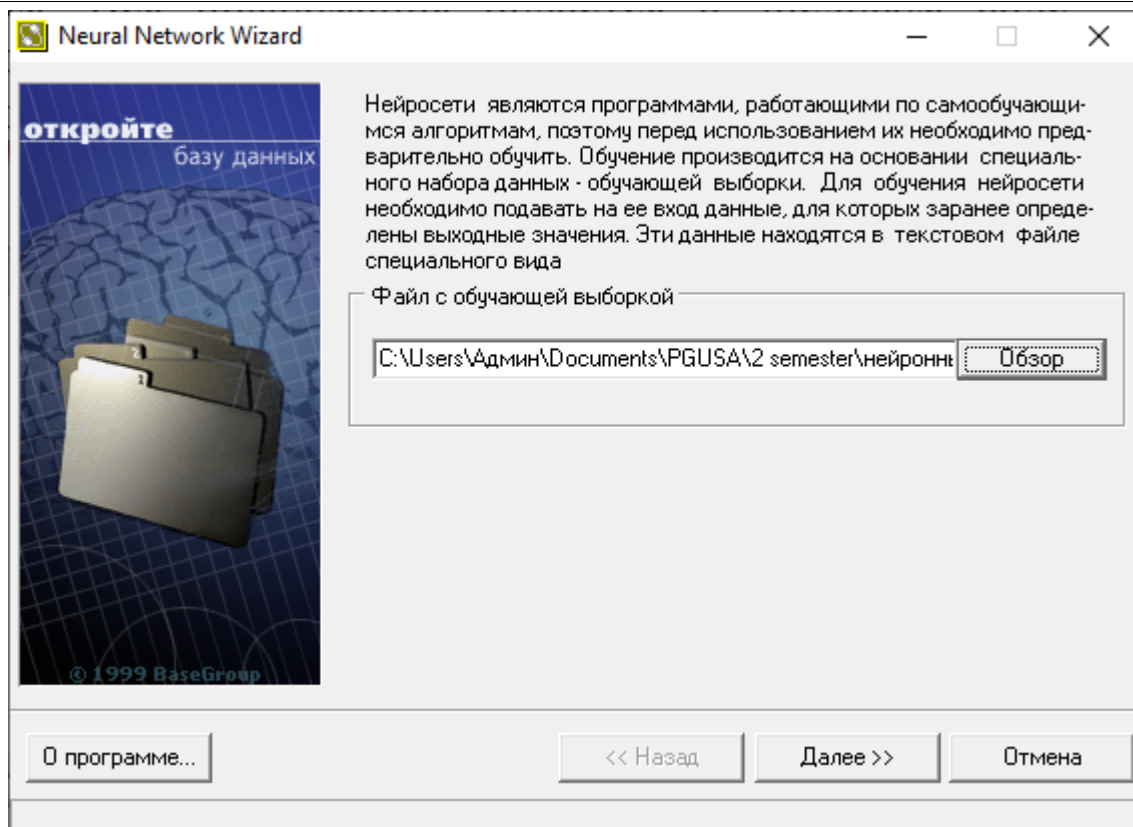 Neural Network Wizard
откройте
базу данных
© 1999 BaseGroup
Нейросети являются программами, работающими по самообучающи-
мся алгоритмам, поэтому перед использованием их необходимо пред-
варительно обучить. Обучение производится на основании специаль-
ного набора данных - обучающей выборки. Для обучения нейросети
необходимо подавать на ее вход данные, для которых заранее опреде-
лены выходные значения. Эти данные находятся в текстовом файле
специального вида
Файл с обучающей выборкой
C:\Users\Админ\Documents\PGUSA\2 semester\нейронны
Обзор
О программе...
<< Назад
Далее >>
Отмена